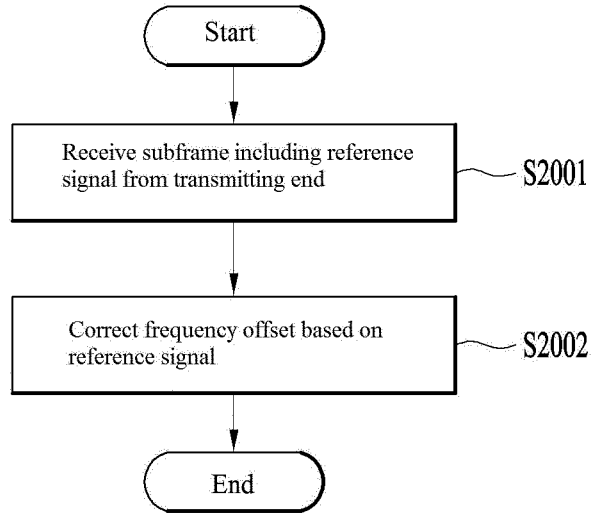 Start
Receive subframe including reference
signal from transmitting end
S2001
Correct frequency offset based on
reference signal
S2002
End